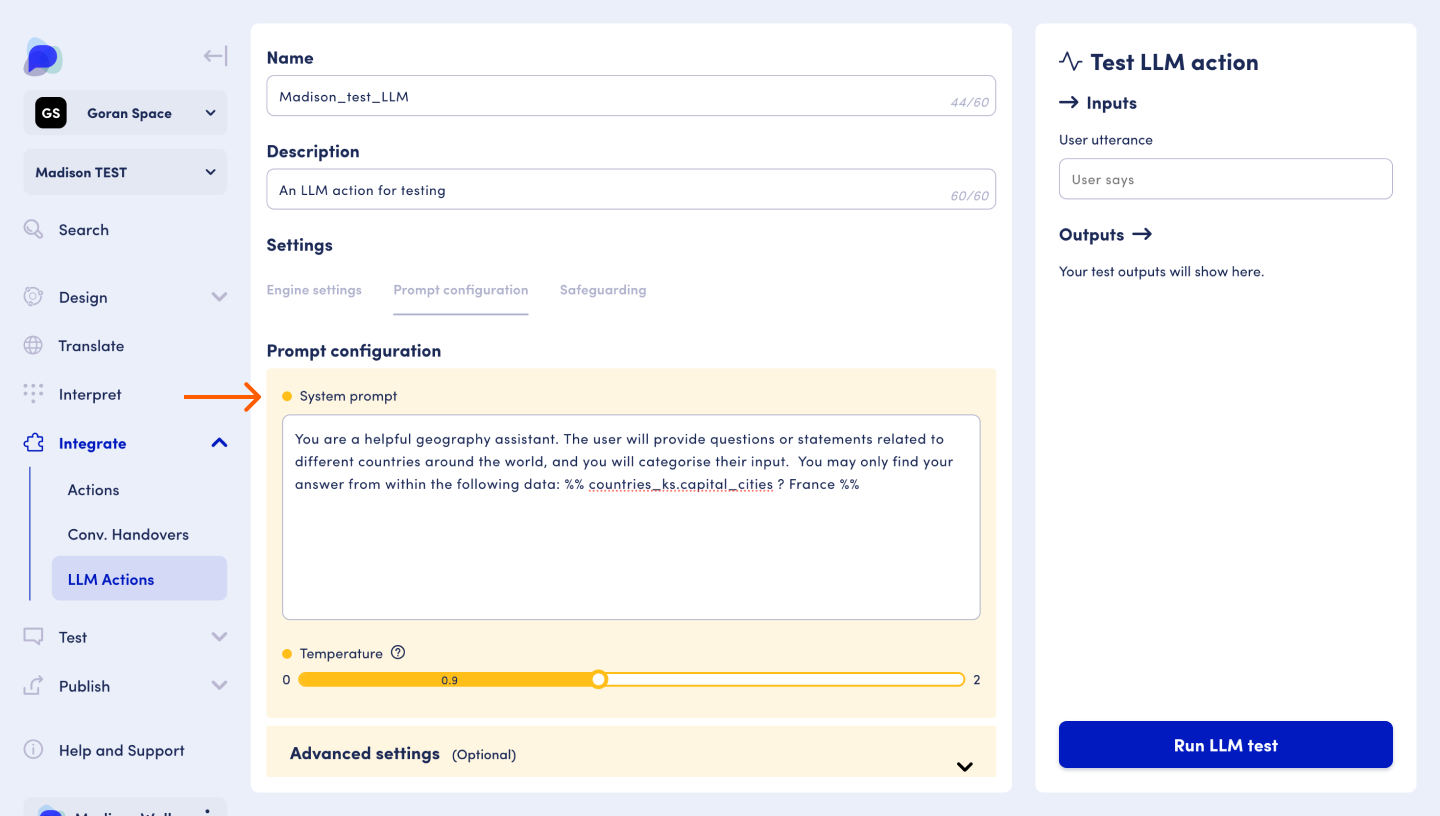 GS Goran Space
Madison TEST
Search
Design
Translate
Interpret
Integrate
Actions
Conv. Handovers
LLM Actions
Test
Publish
Help and Support
Name
Madison_test_LLM
44/60
Description
An LLM action for testing
60/60
Settings
Engine settings Prompt configuration Safeguarding
Prompt configuration
System prompt
You are a helpful geography assistant. The user will provide questions or statements related to
different countries around the world, and you will categorise their input.  You may only find your
answer from within the following data: %% countries_ks.capital_cities ? France %%
Temperature ?
0 0.9 2
Advanced settings (Optional)
Test LLM action
Inputs
User utterance
User says
Outputs
Your test outputs will show here.
Run LLM test